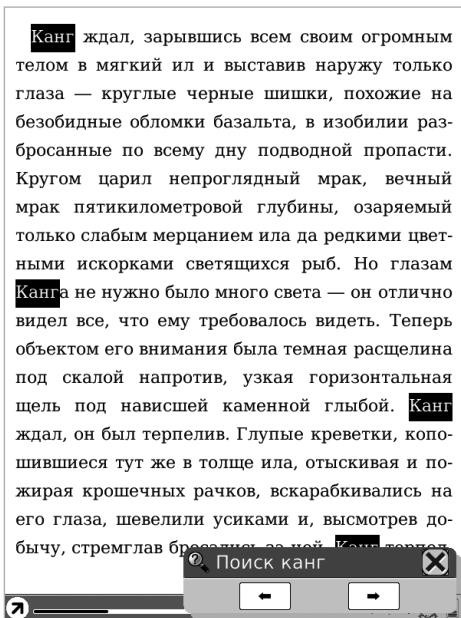 Канг ждал, зарывшись всем своим огромным
телом в мягкий ил и выставив наружу только
глаза — круглые черные шишки, похожие на
безобидные обломки базальта, в изобилии раз-
бросанные по всему дну подводной пропасти.
Кругом царил непроглядный мрак, вечный
мрак пятикилометровой глубины, озаряемый
только слабым мерцанием ила да редкими цвет-
ными искорками светящихся рыб. Но глазам
Канга не нужно было много света — он отлично
видел все, что ему требовалось видеть. Теперь
объектом его внимания была темная расщелина
под скалой напротив, узкая горизонтальная
щель под нависшей каменной глыбой. Канг
ждал, он был терпелив. Глупые креветки, копо-
шившиеся тут же в толще ила, отыскивая и по-
жирая крошечных рачков, вскарабкивались на
его глаза, шевелили усиками и, высмотрев до-
бычу, стремглав бросались за ней. Канг
Поиск канг